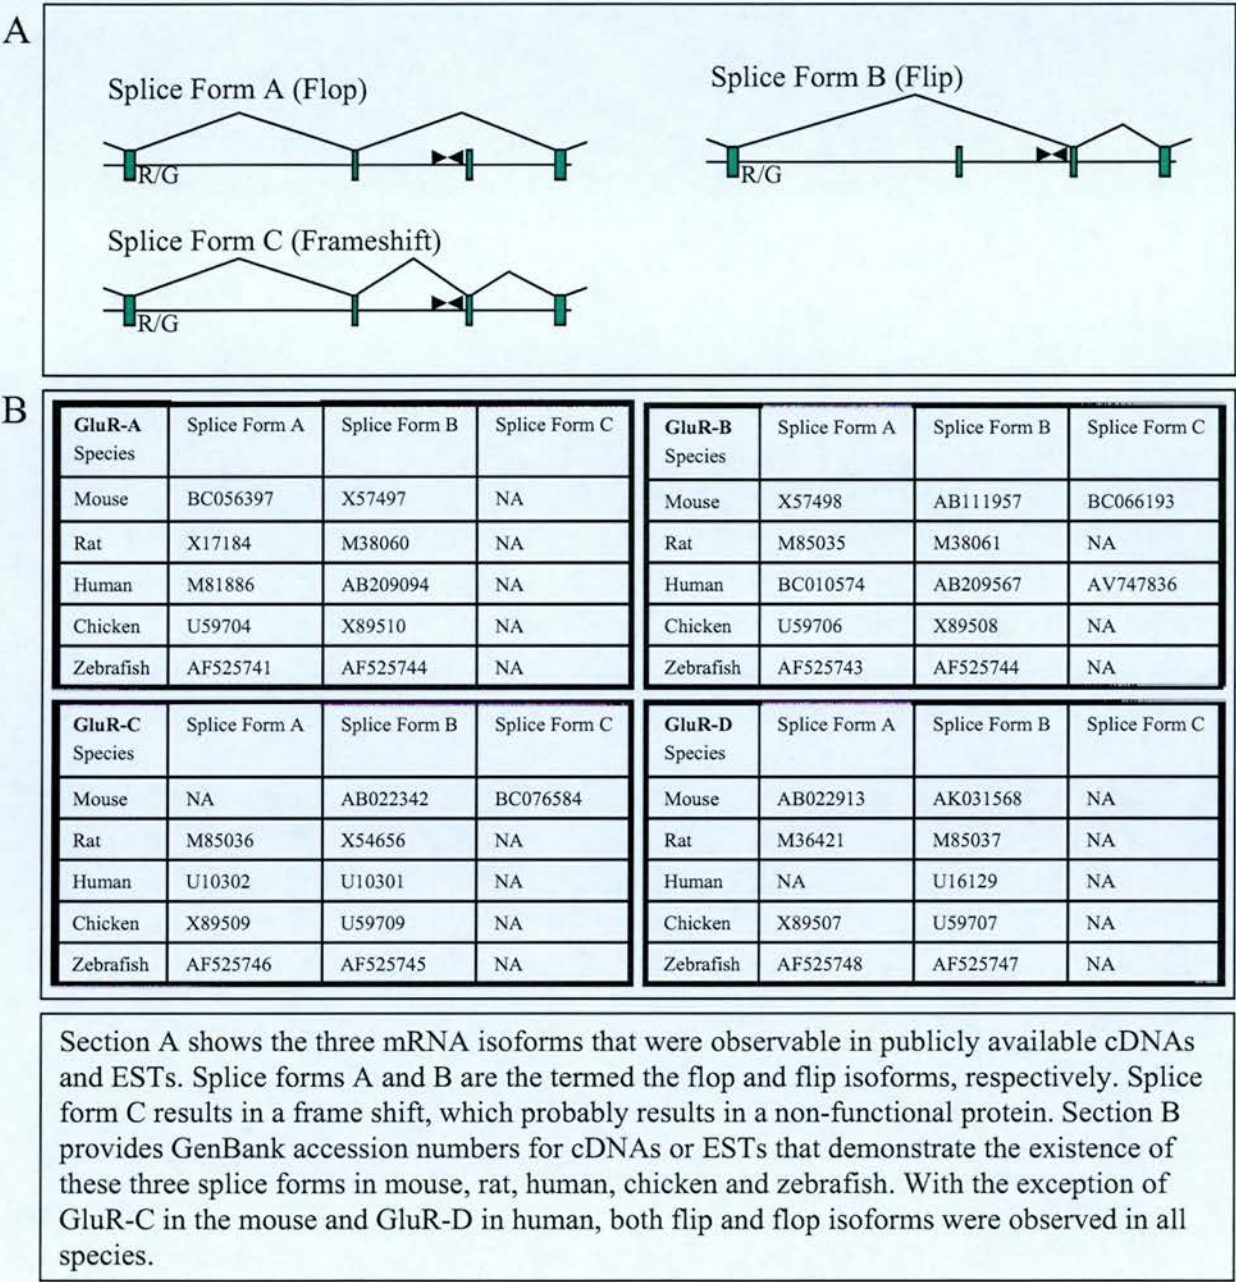 A
Splice Form A (Flop)
R/G
Splice Form B (Flip)
R/G
Splice Form C (Frameshift)
R/G
B
GluR-A Species Splice Form A Splice Form B Splice Form C
Mouse BC056397 X57497 NA
Rat X17184 M38060 NA
Human M81886 AB209094 NA
Chicken U59704 X89510 NA
Zebrafish AF525741 AF525744 NA
GluR-B Species Splice Form A Splice Form B Splice Form C
Mouse X57498 AB111957 BC066193
Rat M85035 M38061 NA
Human BC010574 AB209567 AV747836
Chicken U59706 X89508 NA
Zebrafish AF525743 AF525744 NA
GluR-C Species Splice Form A Splice Form B Splice Form C
Mouse NA AB022342 BC076584
Rat M85036 X54656 NA
Human U10302 U10301 NA
Chicken X89509 U59709 NA
Zebrafish AF525746 AF525745 NA
GluR-D Species Splice Form A Splice Form B Splice Form C
Mouse AB022913 AK031568 NA
Rat M36421 M85037 NA
Human NA U16129 NA
Chicken X89507 U59707 NA
Zebrafish AF525748 AF525747 NA
Section A shows the three mRNA isoforms that were observable in publicly available cDNAs
and ESTs. Splice forms A and B are the termed the flop and flip isoforms, respectively. Splice
form C results in a frame shift, which probably results in a non-functional protein. Section B
provides GenBank accession numbers for cDNAs or ESTs that demonstrate the existence of
these three splice forms in mouse, rat, human, chicken and zebrafish. With the exception of
GluR-C in the mouse and GluR-D in human, both flip and flop isoforms were observed in all
species.